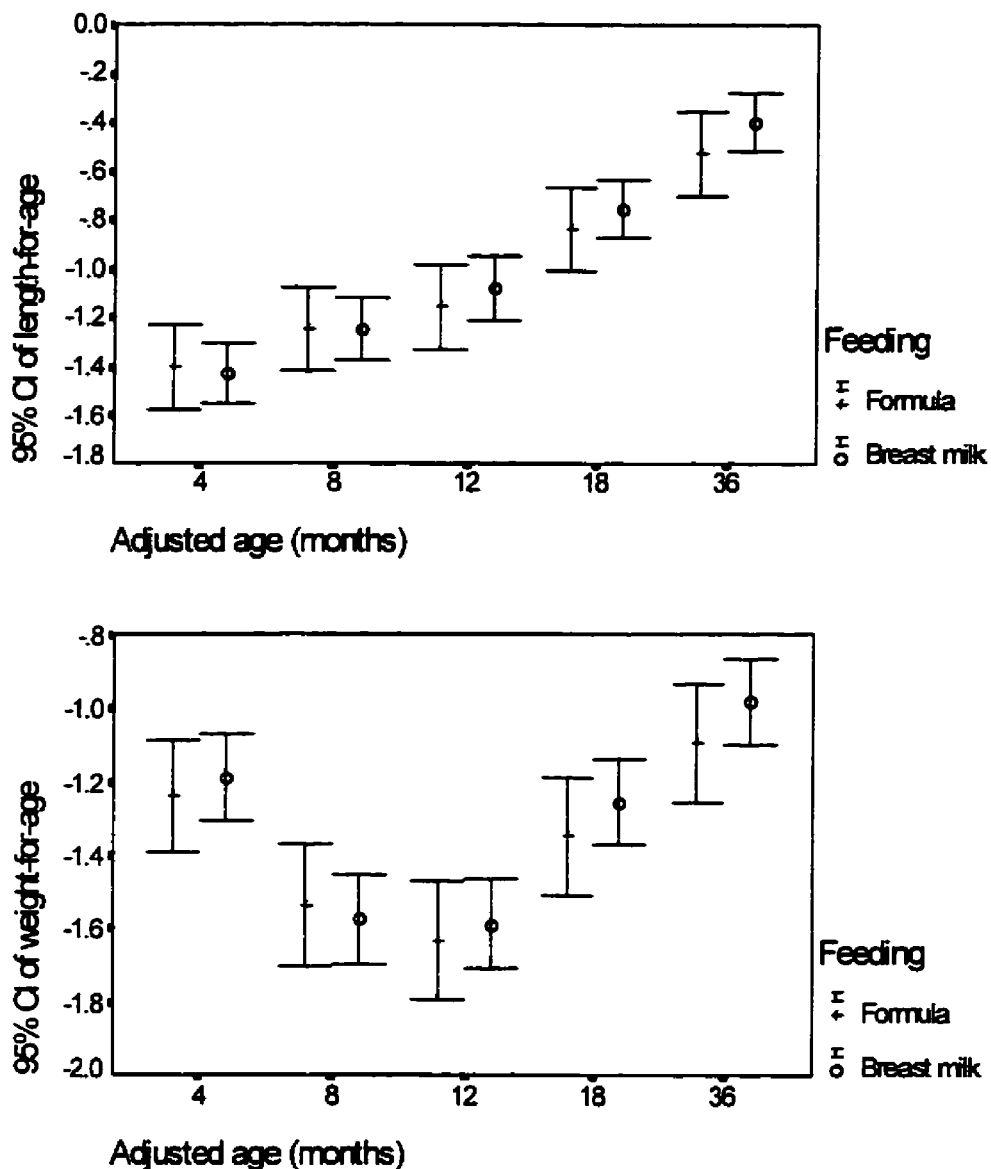 0.0
-.2
-.4
-.6
-.8
-1.0
-1.2
-1.4
-1.6
-1.8
95% CI of length-for-age
4 8 12 18 36
Adjusted age (months)
Feeding
Formula
Breast milk
-.8
-1.0
-1.2
-1.4
-1.6
-1.8
-2.0
95% CI of weight-for-age
4 8 12 18 36
Adjusted age (months)
Feeding
Formula
Breast milk